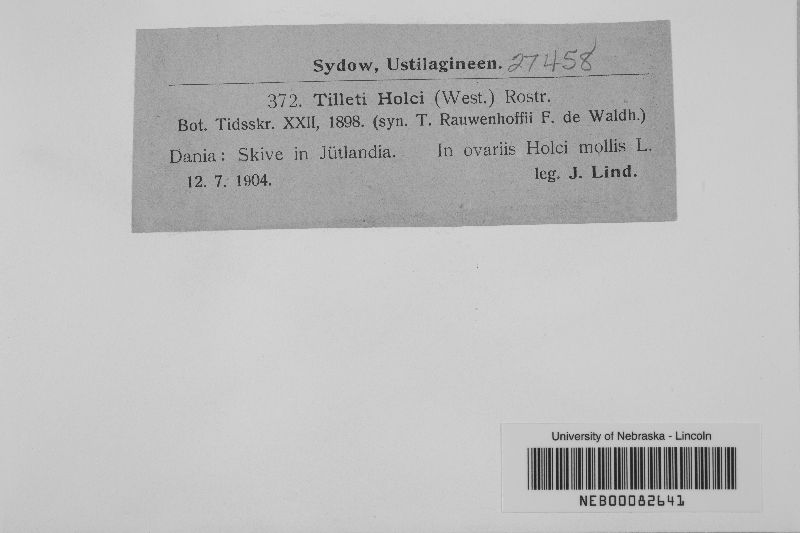 Sydow, Ustilagineen. 27458
372. Tilleti Holci (West.) Rostr.
Bot. Tidsskr. XXII, 1898. (syn. T. Rauwenhoffii F. de Waldh.)
Dania: Skive in Jütlandia. In ovariis Holci mollis L.
12. 7. 1904. leg. J. Lind.
University of Nebraska - Lincoln
NEB00082641